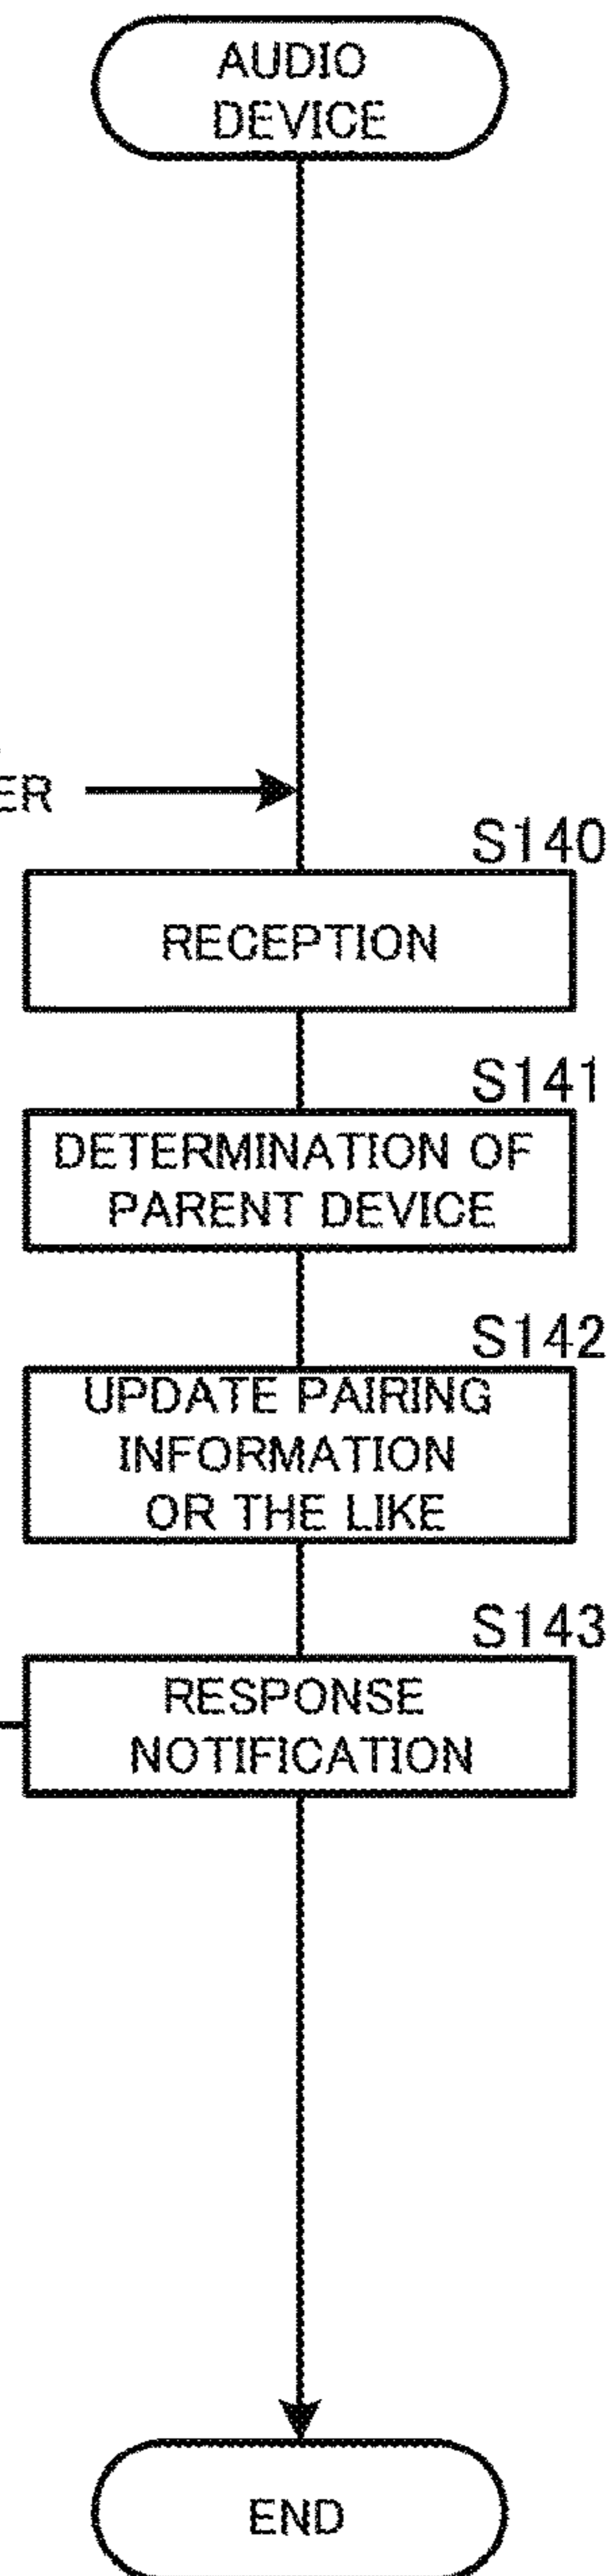 AUDIO
DEVICE
ER
S140
RECEPTION
S141
DETERMINATION OF
PARENT DEVICE
S142
UPDATE PAIRING
INFORMATION
OR THE LIKE
S143
RESPONSE
NOTIFICATION
END